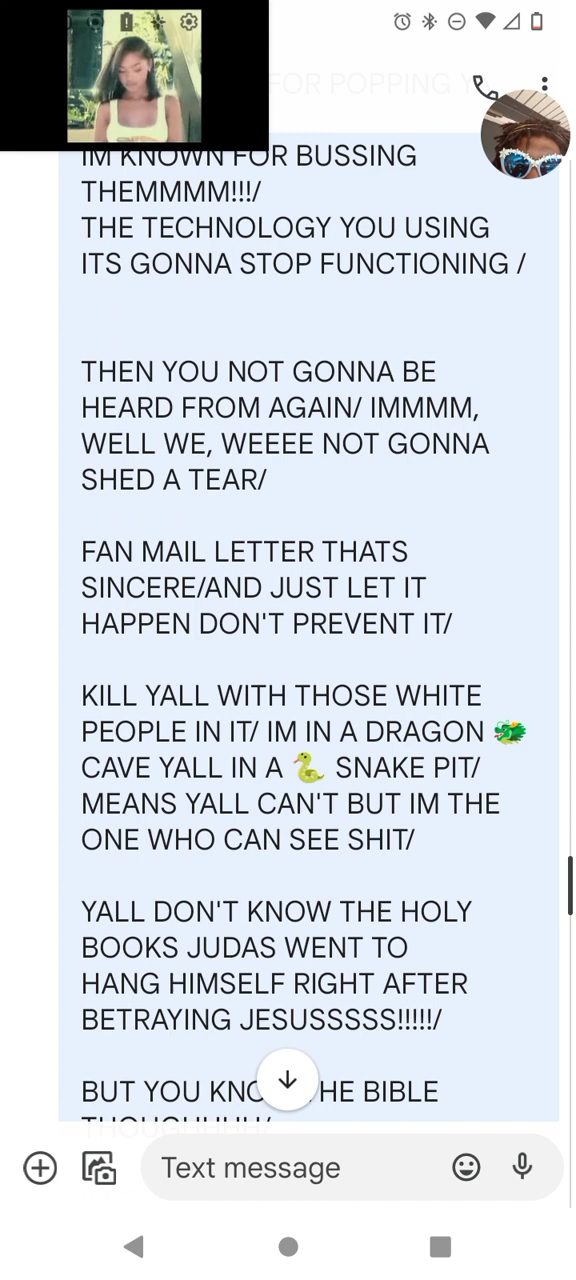 FOR POPPING Y
IM KNOWN FOR BUSSING
THEMMMM!!!/
THE TECHNOLOGY YOU USING
ITS GONNA STOP FUNCTIONING /
THEN YOU NOT GONNA BE
HEARD FROM AGAIN/ IMMMM,
WELL WE, WEEEE NOT GONNA
SHED A TEAR/
FAN MAIL LETTER THATS
SINCERE/AND JUST LET IT
HAPPEN DON'T PREVENT IT/
KILL YALL WITH THOSE WHITE
PEOPLE IN IT/ IM IN A DRAGON 🐲
CAVE YALL IN A 🐍 SNAKE PIT/
MEANS YALL CAN'T BUT IM THE
ONE WHO CAN SEE SHIT/
YALL DON'T KNOW THE HOLY
BOOKS JUDAS WENT TO
HANG HIMSELF RIGHT AFTER
BETRAYING JESUSSSSS!!!!!/
BUT YOU KNO HE BIBLE
Text message